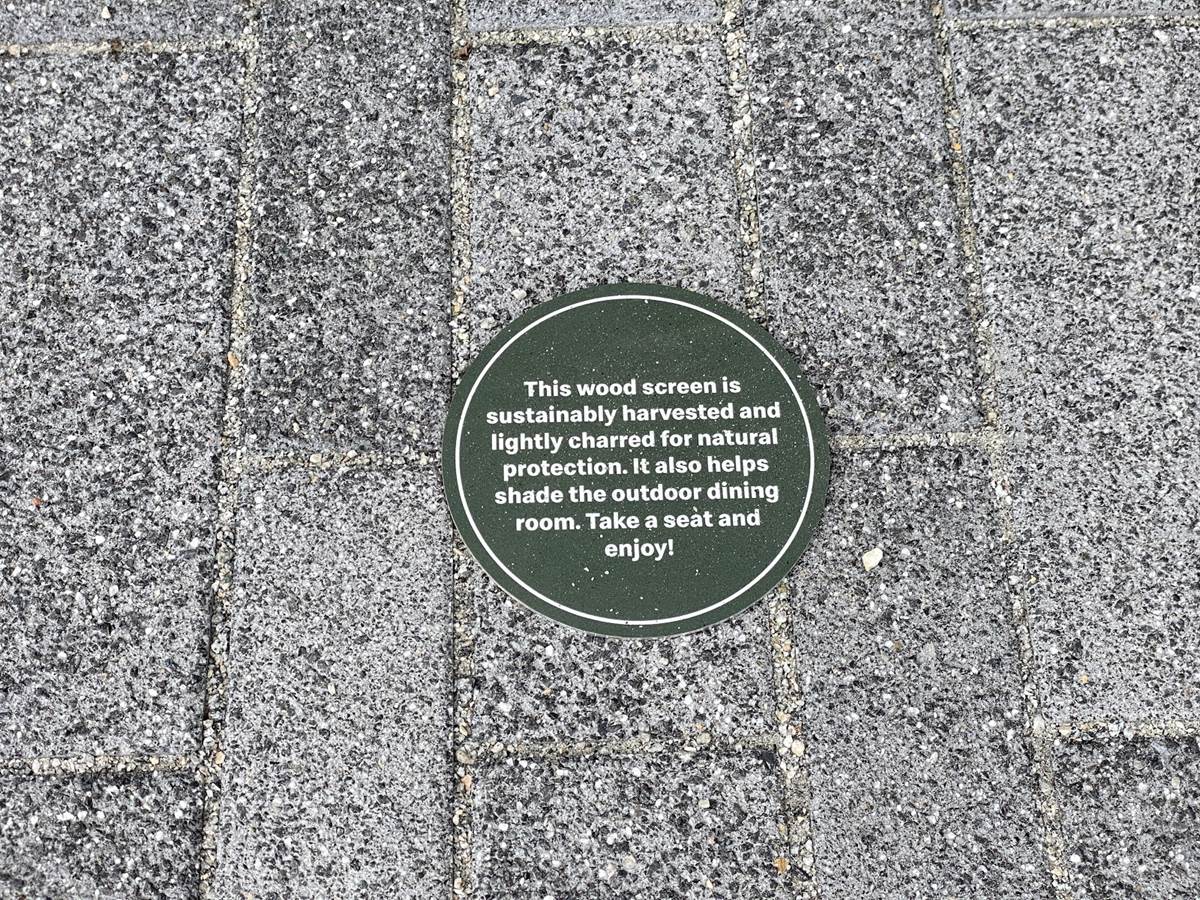 This wood screen is
sustainably harvested and
lightly charred for natural
protection. It also helps
shade the outdoor dining
room. Take a seat and
enjoy!